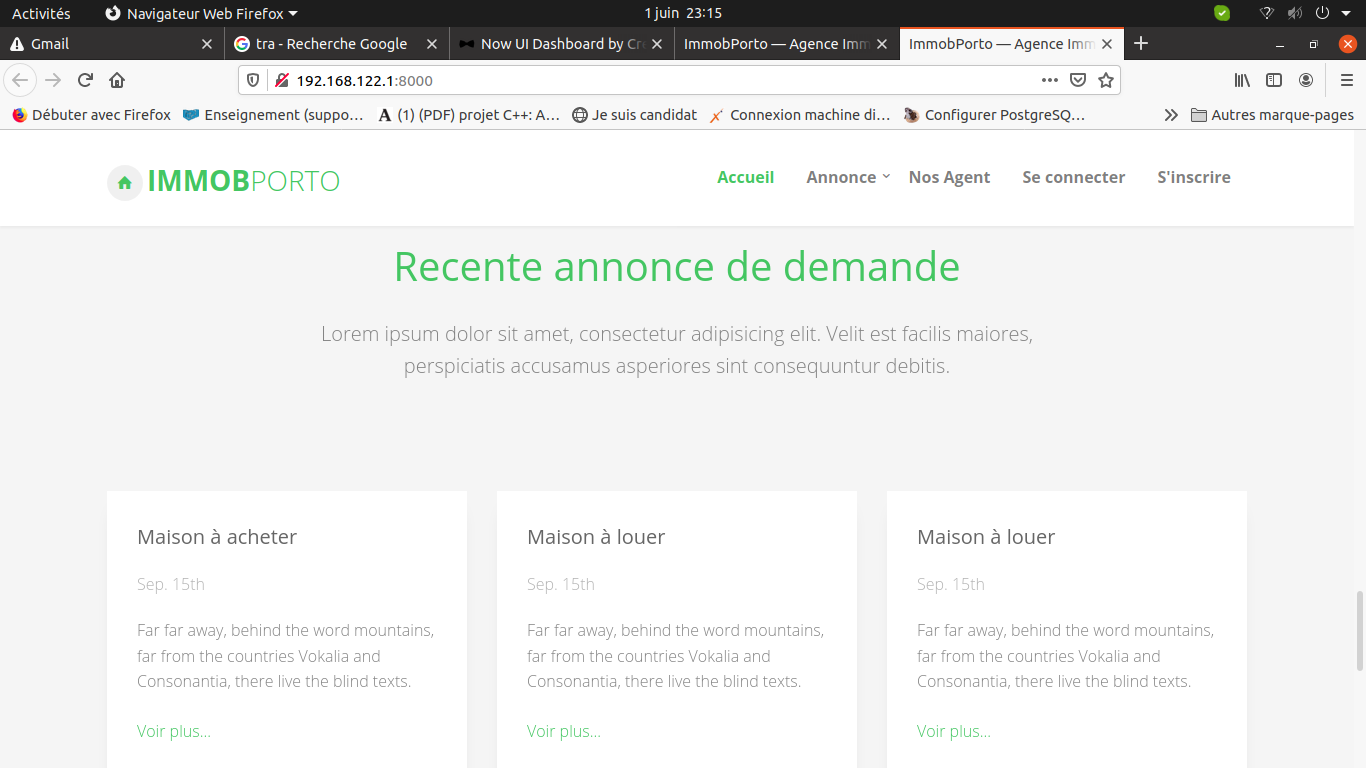 Activités Navigateur Web Firefox 1 juin 23:15
Gmail tra - Recherche Google Now UI Dashboard by Cre ImmobPorto — Agence Imm ImmobPorto — Agence Imm
192.168.122.1:8000
Débuter avec Firefox Enseignement (suppo… (1) (PDF) projet C++: A… Je suis candidat Connexion machine di… Configurer PostgreSQ… Autres marque-pages
IMMOBPORTO Accueil Annonce Nos Agent Se connecter S'inscrire
Recente annonce de demande
Lorem ipsum dolor sit amet, consectetur adipisicing elit. Velit est facilis maiores,
perspiciatis accusamus asperiores sint consequuntur debitis.
Maison à acheter
Sep. 15th
Far far away, behind the word mountains,
far from the countries Vokalia and
Consonantia, there live the blind texts.
Voir plus...
Maison à louer
Sep. 15th
Far far away, behind the word mountains,
far from the countries Vokalia and
Consonantia, there live the blind texts.
Voir plus...
Maison à louer
Sep. 15th
Far far away, behind the word mountains,
far from the countries Vokalia and
Consonantia, there live the blind texts.
Voir plus...